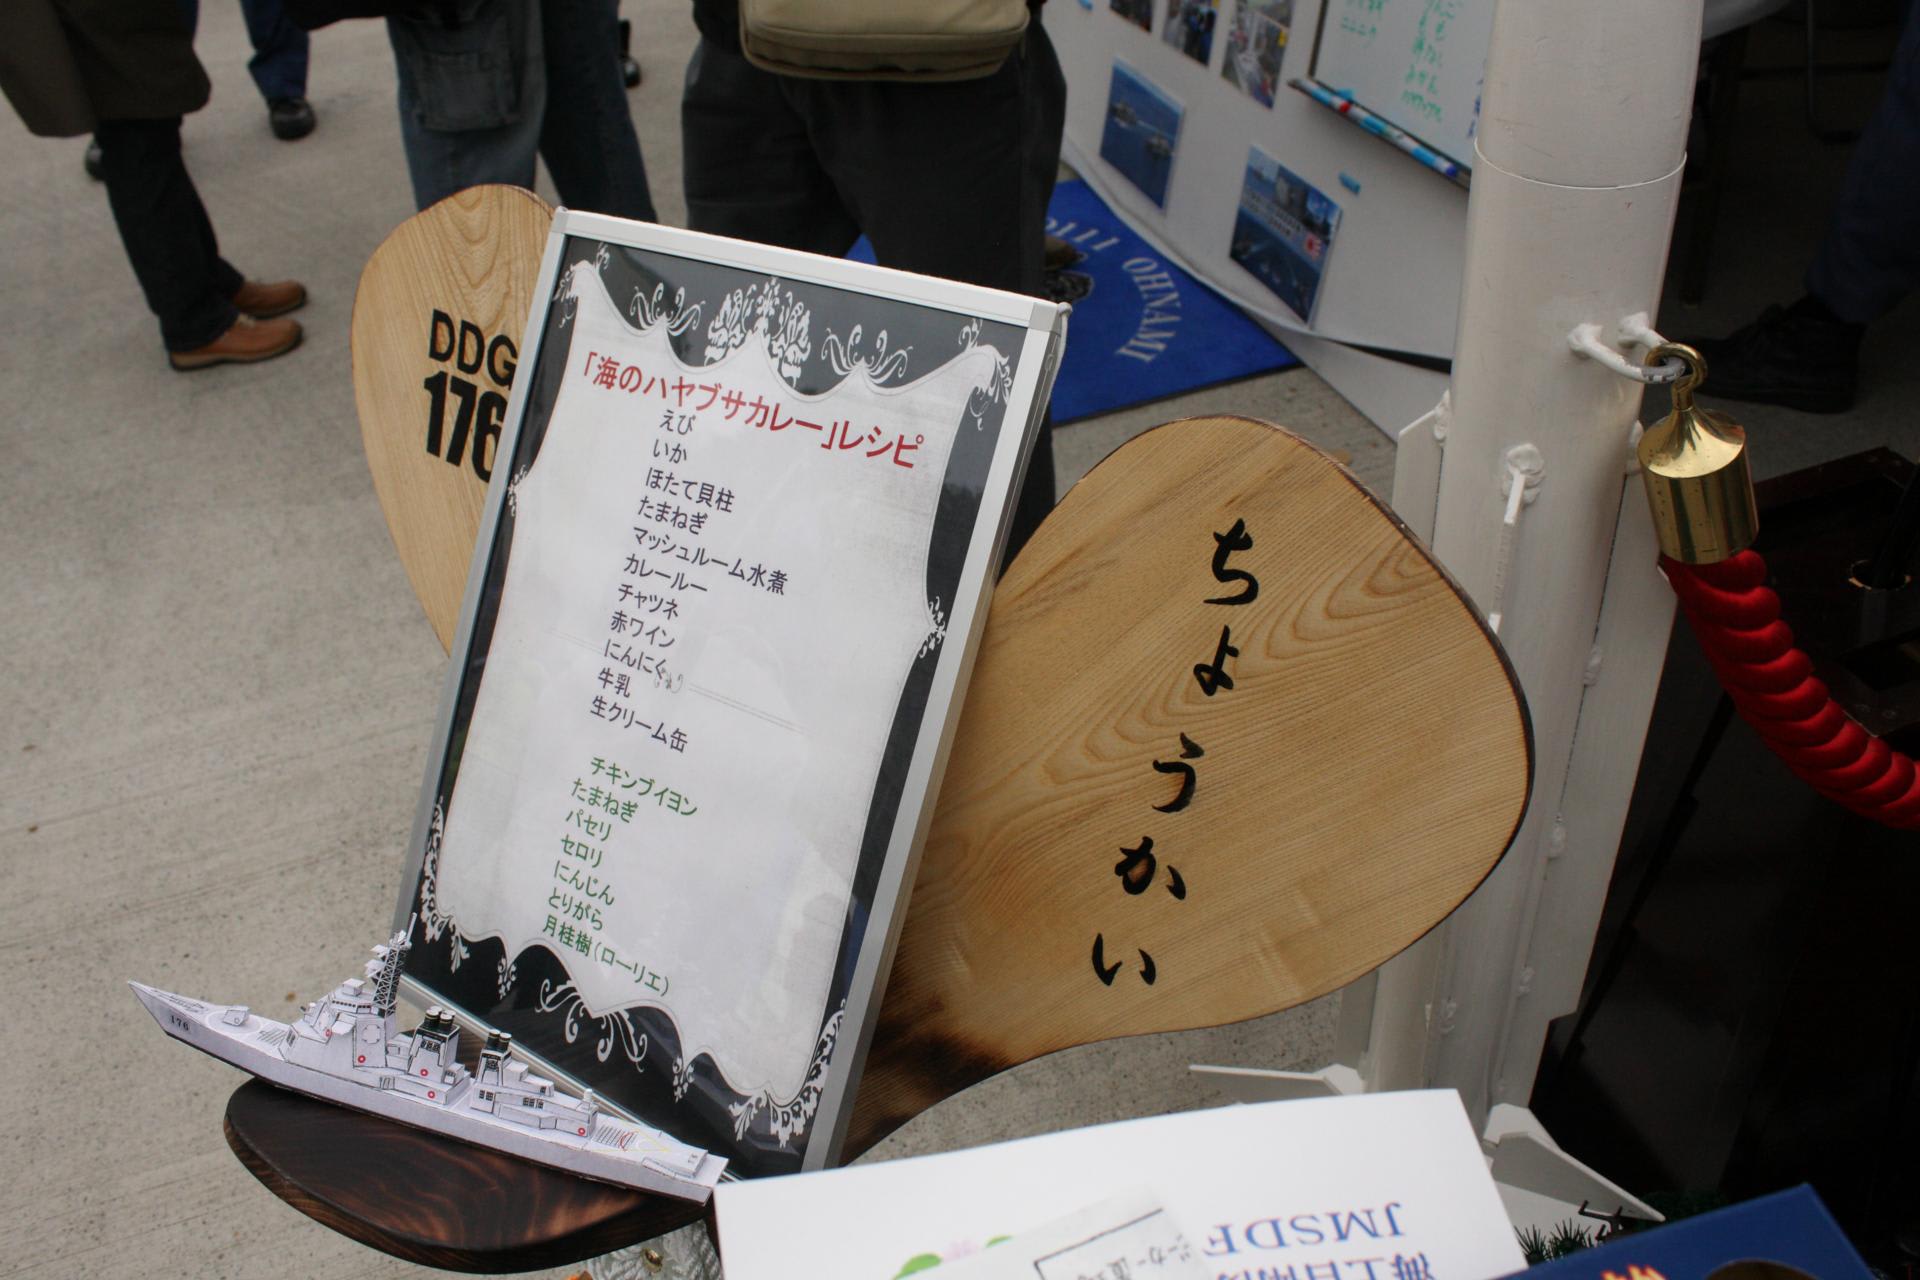 DDG
176
「海のハヤブサカレー」レシピ
えび
いか
ほたて貝柱
たまねぎ
マッシュルーム水煮
カレールー
チャツネ
赤ワイン
にんにく
牛乳
生クリーム缶
チキンブイヨン
たまねぎ
パセリ
セロリ
にんじん
とりがら
月桂樹(ローリエ)
ちょうかい
176
OHNAMI
JMSDF